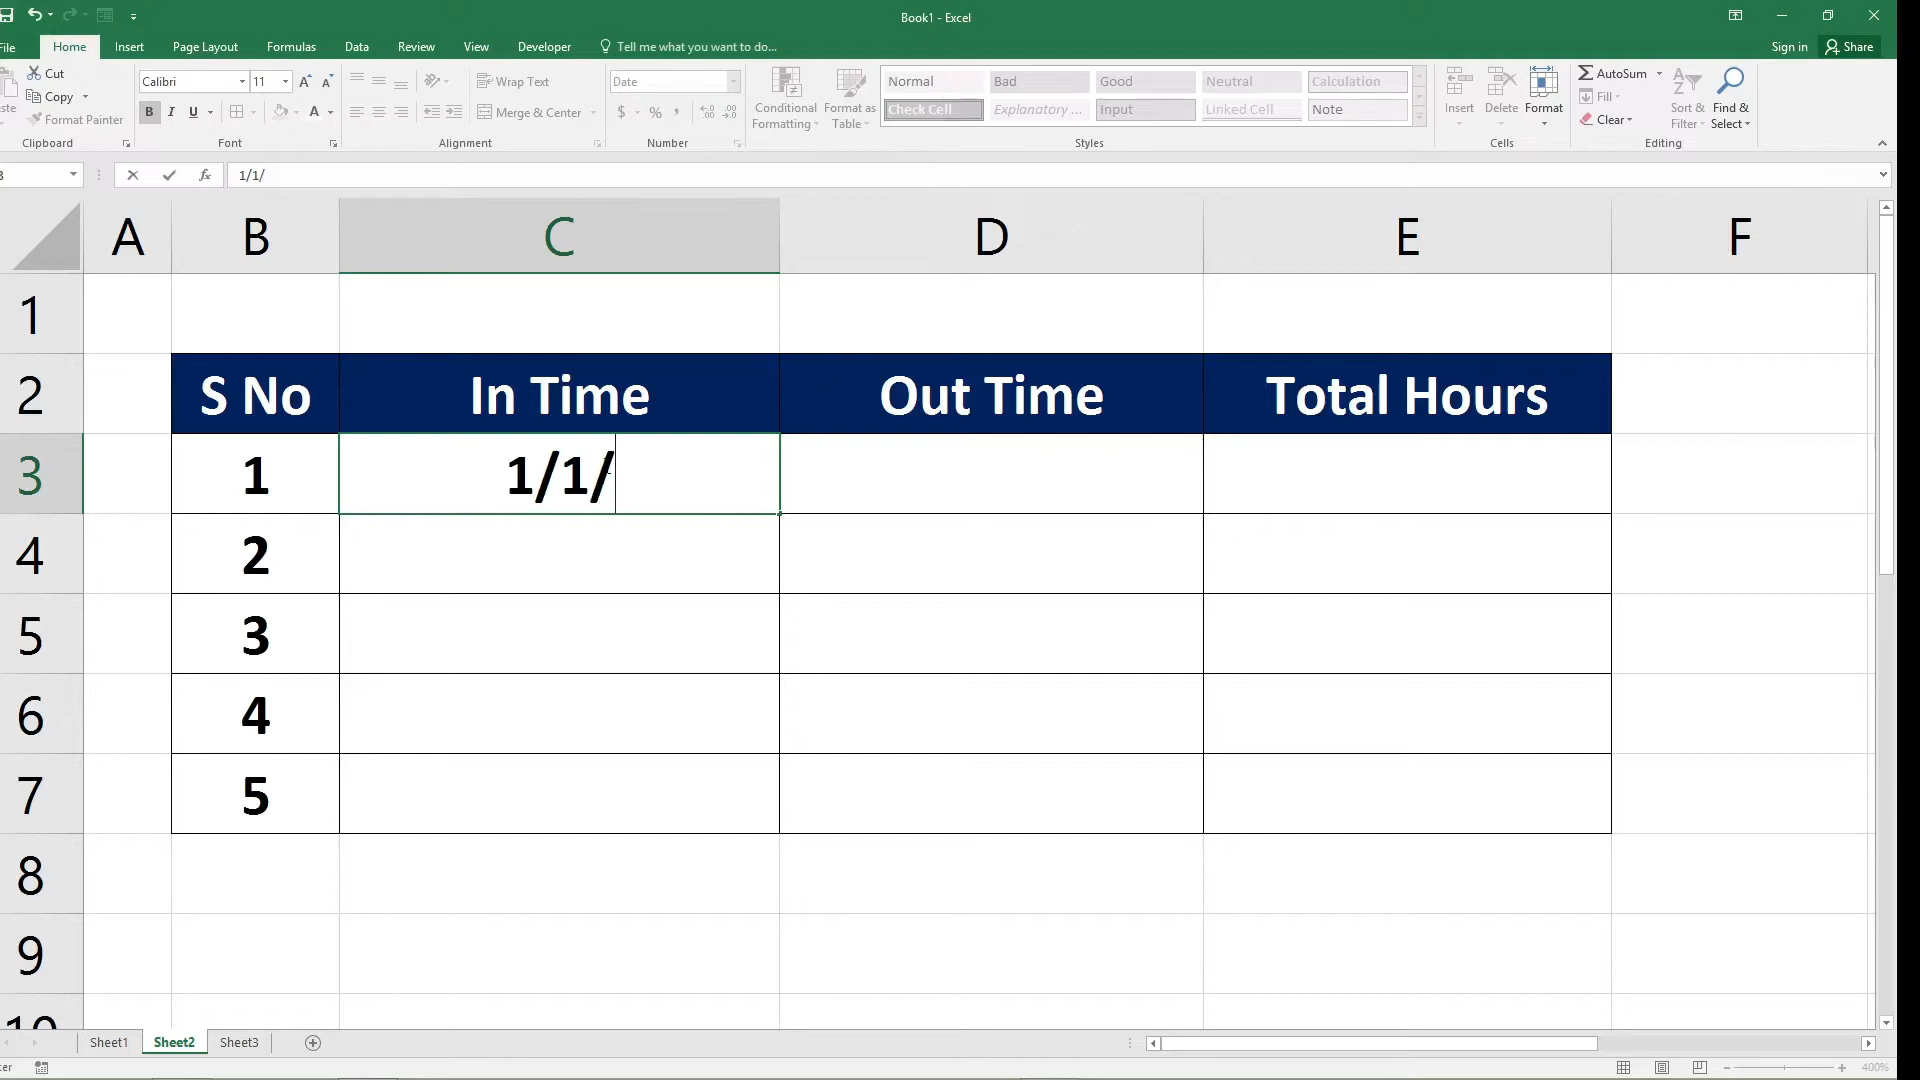 Book1 - Excel
File Home Insert Page Layout Formulas Data Review View Developer Tell me what you want to do... Sign in Share
Cut
Copy
Format Painter
Clipboard
Calibri 11
B I U
Font
Wrap Text
Merge & Center
Alignment
Date
$ % ,
Number
Conditional Formatting
Format as Table
Normal Bad Good Neutral Calculation
Check Cell Explanatory ... Input Linked Cell Note
Styles
Insert Delete Format
Cells
AutoSum
Fill
Clear
Sort & Filter
Find & Select
Editing
fx 1/1/
A B C D E F
1
2 S No In Time Out Time Total Hours
3 1 1/1/
4 2
5 3
6 4
7 5
8
9
10
Sheet1 Sheet2 Sheet3
400%